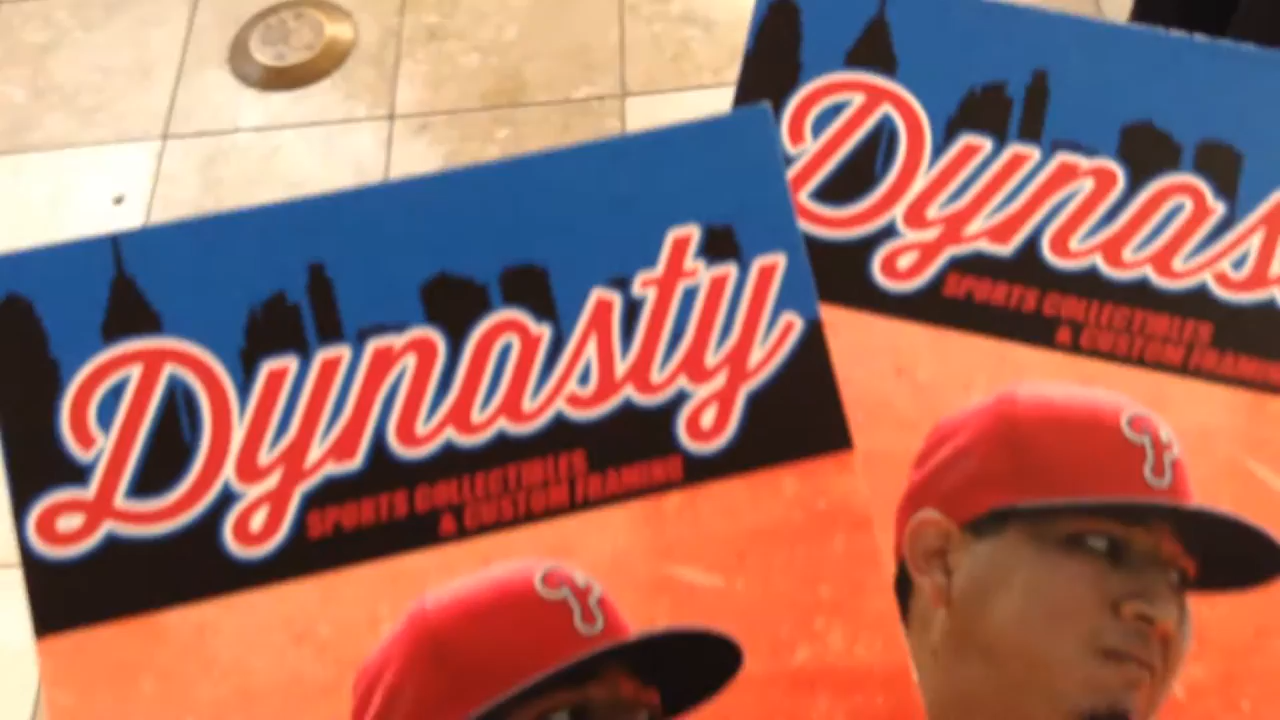 Dynasty
SPORTS COLLECTIBLES
& CUSTOM FRAMING
Dynas
SPORTS COLLECTIBLES
& CUSTOM FRAMING
P
P